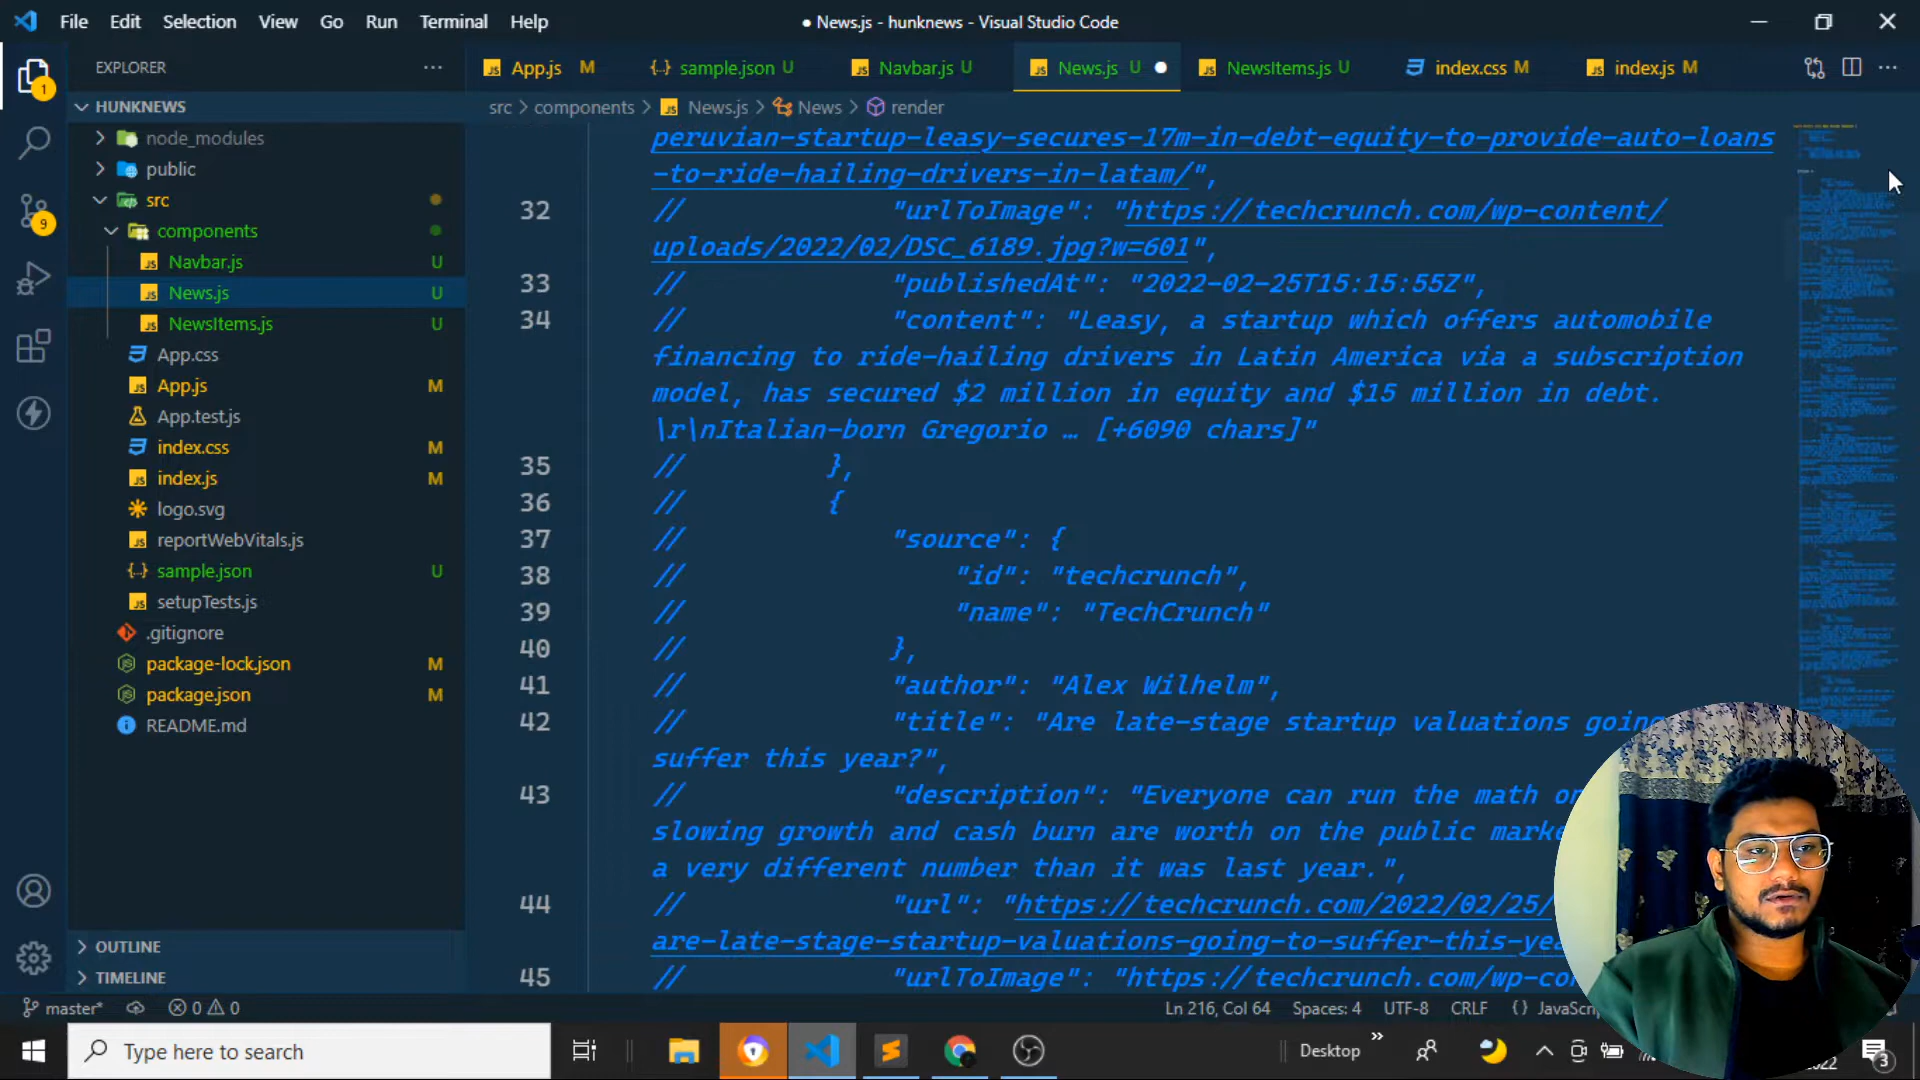 File Edit Selection View Go Run Terminal Help
● News.js - hunknews - Visual Studio Code
EXPLORER
App.js M
sample.json U
Navbar.js U
News.js U
NewsItems.js U
index.css M
index.js M
HUNKNEWS
src > components > News.js > News > render
node_modules
public
src
components
Navbar.js U
News.js U
NewsItems.js U
App.css
App.js M
App.test.js
index.css M
index.js M
logo.svg
reportWebVitals.js
sample.json U
setupTests.js
.gitignore
package-lock.json M
package.json M
README.md
OUTLINE
TIMELINE
1
9
peruvian-startup-leasy-secures-17m-in-debt-equity-to-provide-auto-loans
-to-ride-hailing-drivers-in-latam/",
32 // "urlToImage": "https://techcrunch.com/wp-content/
uploads/2022/02/DSC_6189.jpg?w=601",
33 // "publishedAt": "2022-02-25T15:15:55Z",
34 // "content": "Leasy, a startup which offers automobile
financing to ride-hailing drivers in Latin America via a subscription
model, has secured $2 million in equity and $15 million in debt.
\r\nItalian-born Gregorio … [+6090 chars]"
35 // },
36 // {
37 // "source": {
38 // "id": "techcrunch",
39 // "name": "TechCrunch"
40 // },
41 // "author": "Alex Wilhelm",
42 // "title": "Are late-stage startup valuations going
suffer this year?",
43 // "description": "Everyone can run the math
slowing growth and cash burn are worth on the public
a very different number than it was last year.",
44 // "url": "https://techcrunch.com/2022/02/25/
are-late-stage-startup-valuations-going-to-suffer-this-
45 // "urlToImage": "https://techcrunch.com/
master* 0 0
Ln 216, Col 64 Spaces: 4 UTF-8 CRLF {}
Type here to search
Desktop
3